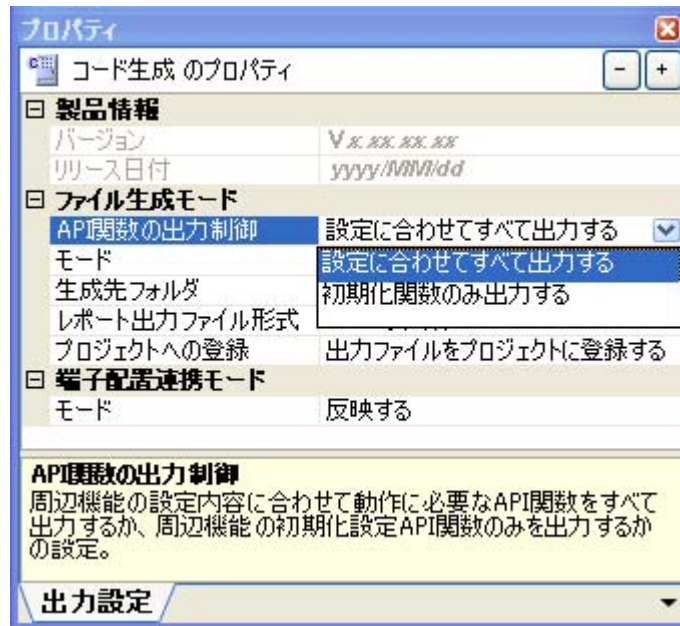 プロパティ
コード生成 のプロパティ
製品情報
バージョン Vx.xx.xx.xx
リリース日付 yyyy/MM/dd
ファイル生成モード
API関数の出力制御 設定に合わせてすべて出力する
モード 設定に合わせてすべて出力する
生成先フォルダ 初期化関数のみ出力する
レポート出力ファイル形式
プロジェクトへの登録 出力ファイルをプロジェクトに登録する
端子配置連携モード
モード 反映する
API関数の出力制御
周辺機能の設定内容に合わせて動作に必要なAPI関数をすべて
出力するか、周辺機能の初期化設定API関数のみを出力するか
の設定。
出力設定